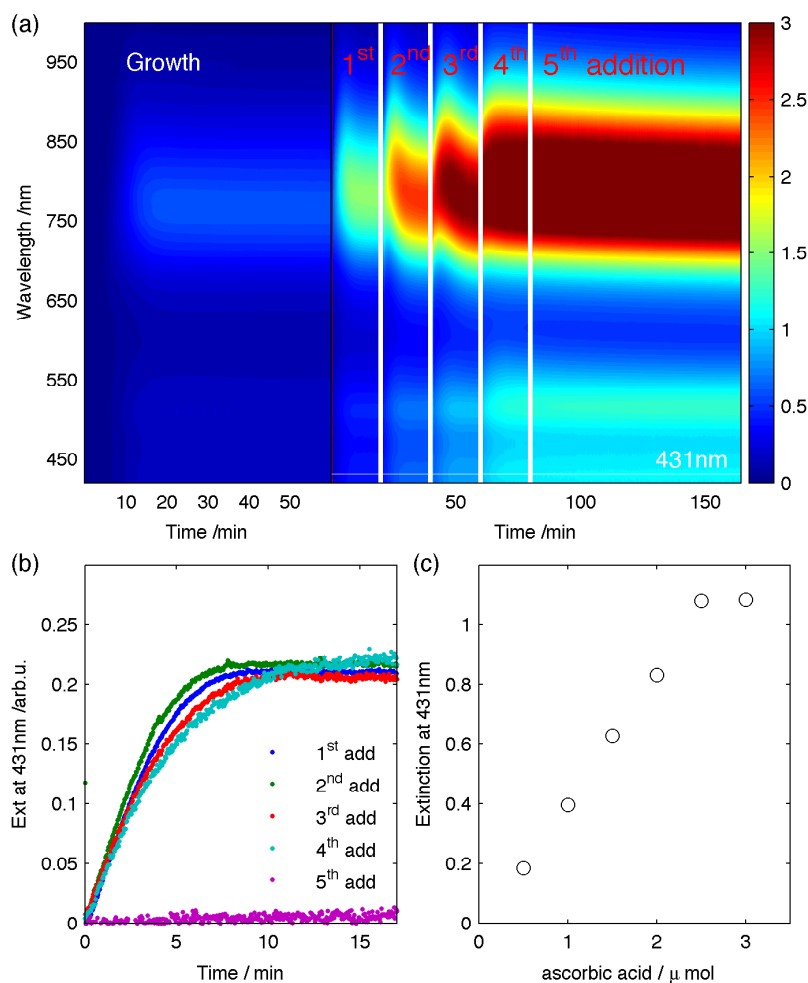 (a)
Growth
1st 2nd 3rd 4th 5th addition
431nm
Wavelength /nm
950
850
750
650
550
450
10 20 30 40 50
50 100 150
Time /min
Time /min
3
2.5
2
1.5
1
0.5
0
(b)
Ext at 431nm /arb.u.
0.25
0.2
0.15
0.1
0.05
0
1st add
2nd add
3rd add
4th add
5th add
0 5 10 15
Time / min
(c)
Extinction at 431nm
1
0.8
0.6
0.4
0.2
0
0 1 2 3
ascorbic acid / μ mol